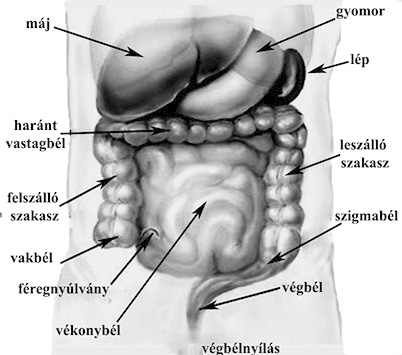 gyomor
máj
lép
haránt
vastagbél
leszálló
szakasz
felszálló
szakasz
szigmabél
vakbél
féregnyúlvány
végbél
vékonybél
végbélnyílás